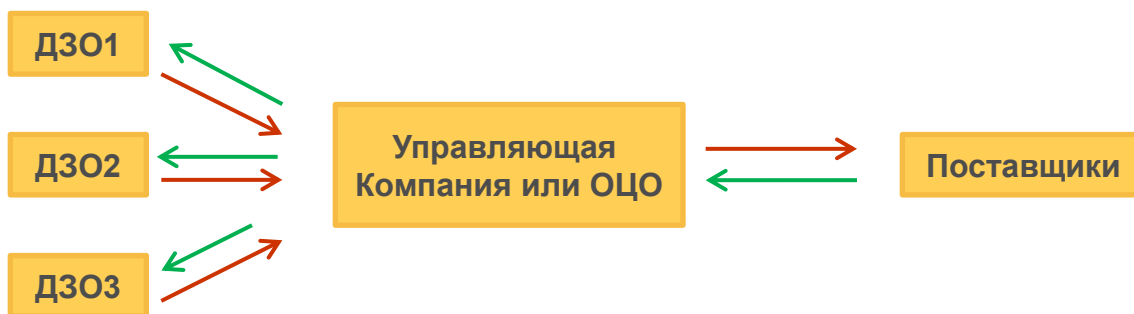 ДЗО1
ДЗО2
ДЗО3
Управляющая
Компания или ОЦО
Поставщики